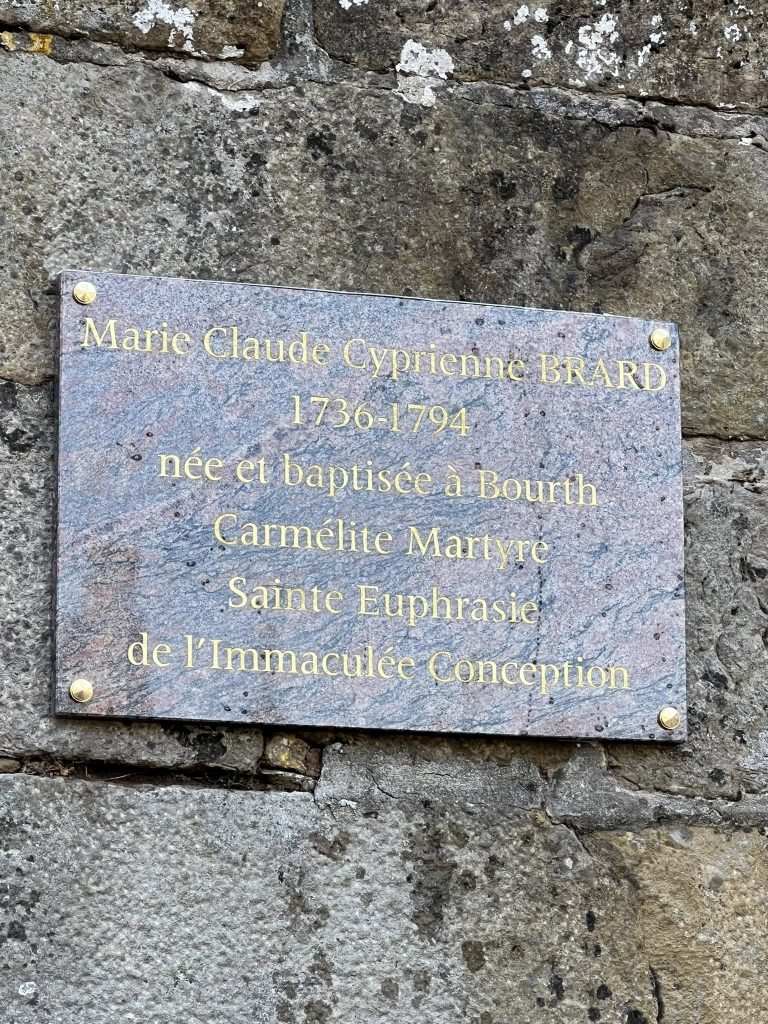 Marie Claude Cyprienne BRARD
1736-1794
née et baptisée à Bourth
Carmélite Martyre
Sainte Euphrasie
de l'Immaculée Conception